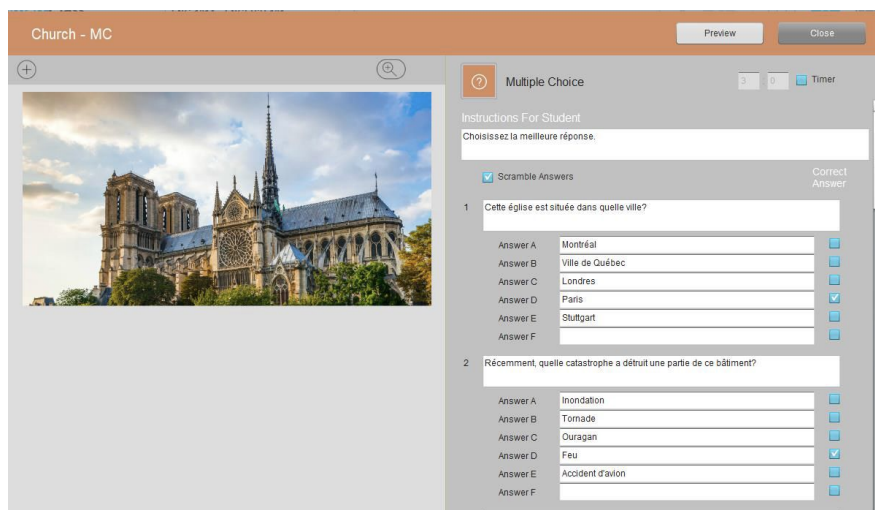 Church - MC
Preview
Close
Multiple Choice
3 0 Timer
Instructions For Student
Choisissez la meilleure réponse.
Scramble Answers
Correct
Answer
1 Cette église est située dans quelle ville?
Answer A Montréal
Answer B Ville de Québec
Answer C Londres
Answer D Paris
Answer E Stuttgart
Answer F
2 Récemment, quelle catastrophe a détruit une partie de ce bâtiment?
Answer A Inondation
Answer B Tornade
Answer C Ouragan
Answer D Feu
Answer E Accident d'avion
Answer F